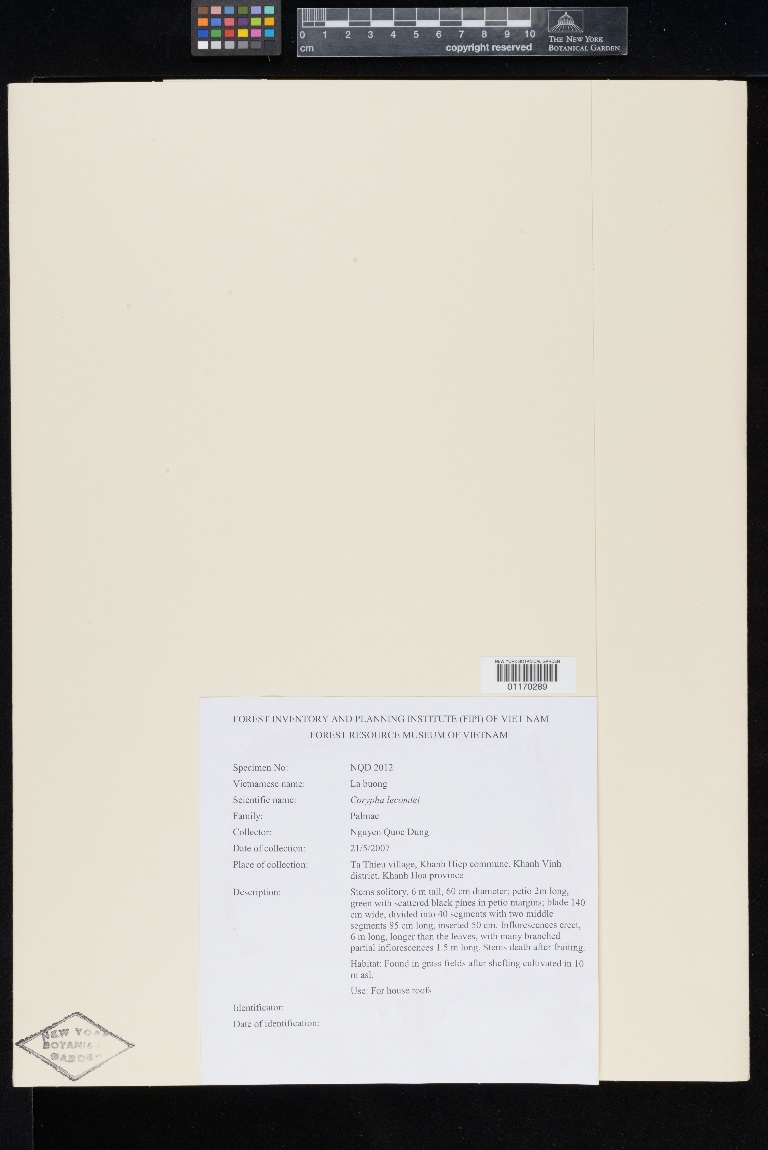 0 1 2 3 4 5 6 7 8 9 10
cm
copyright reserved
THE NEW YORK
BOTANICAL GARDEN
NEW YORK BOTANICAL GARDEN
01170289
FOREST INVENTORY AND PLANNING INSTITUTE (FIPI) OF VIET NAM
FOREST RESOURCE MUSEUM OF VIETNAM
Specimen No: NQD 2012
Vietnamese name: La buong
Scientific name: Corypha lecomtei
Family: Palmae
Collector: Nguyen Quoc Dung
Date of collection: 21/5/2007
Place of collection: Ta Thieu village, Khanh Hiep commune, Khanh Vinh
district, Khanh Hoa province
Description: Stems solitory, 6 m tall, 60 cm diameter; petio 2m long,
green with scattered black pines in petio margins; blade 140
cm wide, divided into 40 segments with two middle
segments 85 cm long, inserted 50 cm. Inflorescences erect,
6 m long, longer than the leaves, with many branched
partial inflorescences 1.5 m long. Stems death after fruiting.
Habitat: Found in grass fields after shefting cultivated in 10
m asl.
Use: For house roofs
Identificator:
Date of identification:
NEW YORK
BOTANICAL
GARDEN